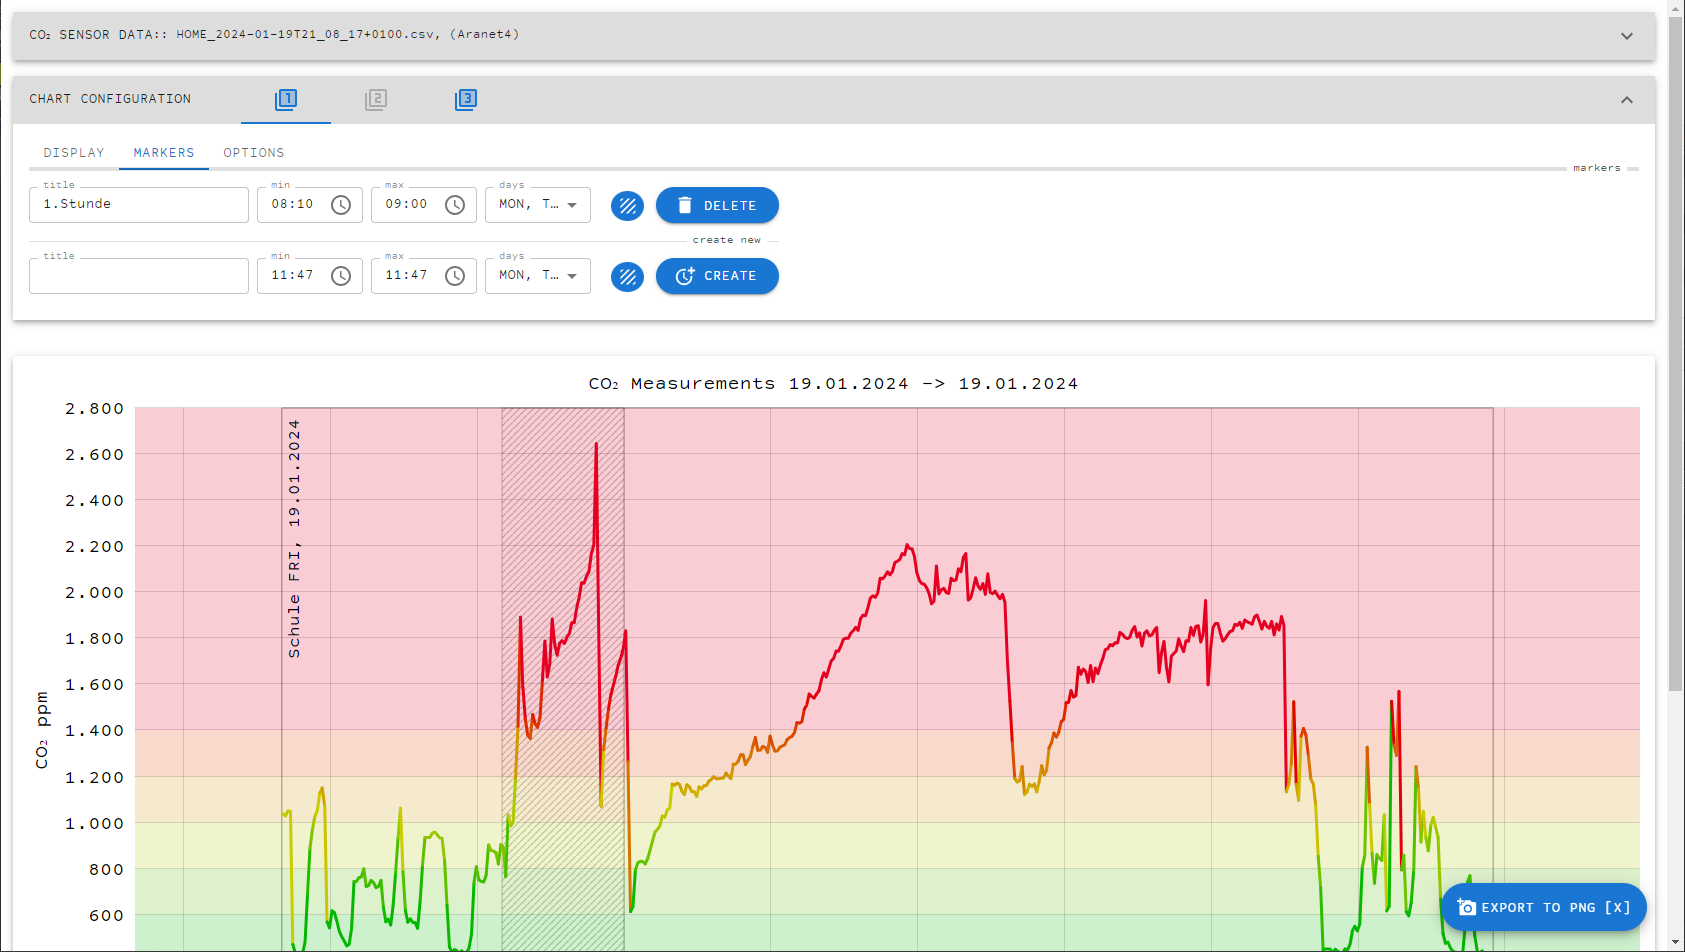 CO₂ SENSOR DATA:: HOME_2024-01-19T21_08_17+0100.csv, (Aranet4)
CHART CONFIGURATION 1 2 3
DISPLAY MARKERS OPTIONS
markers
title min max days
1.Stunde 08:10 09:00 MON, T… DELETE
create new
title min max days
11:47 11:47 MON, T… CREATE
CO₂ Measurements 19.01.2024 -> 19.01.2024
2.800
2.600
2.400
2.200
2.000
1.800
1.600
1.400
1.200
1.000
800
600
CO₂ ppm
Schule FRI, 19.01.2024
EXPORT TO PNG [X]